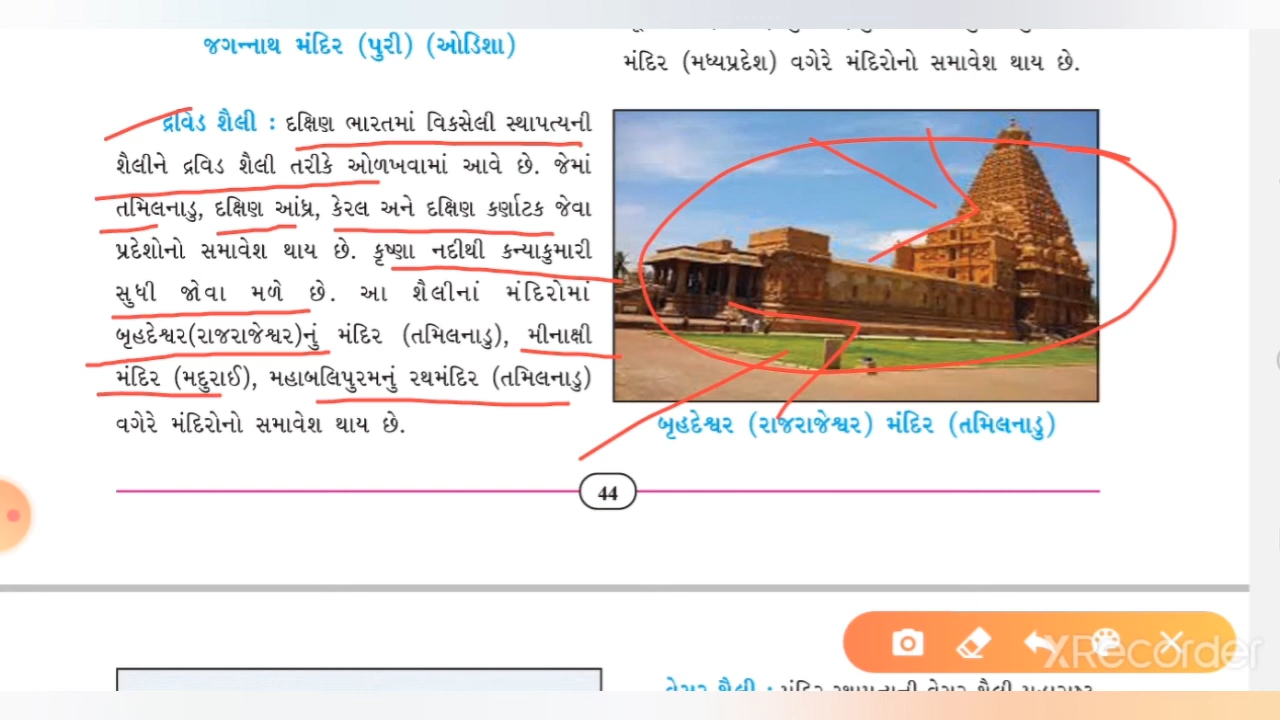 જગન્નાથ મંદિર (પુરી) (ઓડિશા)
મંદિર (મધ્યપ્રદેશ) વગેરે મંદિરોનો સમાવેશ થાય છે.
દ્રવિડ શૈલી : દક્ષિણ ભારતમાં વિકસેલી સ્થાપત્યની
શૈલીને દ્રવિડ શૈલી તરીકે ઓળખવામાં આવે છે. જેમાં
તમિલનાડુ, દક્ષિણ આંધ્ર, કેરલ અને દક્ષિણ કર્ણાટક જેવા
પ્રદેશોનો સમાવેશ થાય છે. કૃષ્ણા નદીથી કન્યાકુમારી
સુધી જોવા મળે છે. આ શૈલીનાં મંદિરોમાં
બૃહદેશ્વર(રાજરાજેશ્વર)નું મંદિર (તમિલનાડુ), મીનાક્ષી
મંદિર (મદુરાઈ), મહાબલિપુરમનું રથમંદિર (તમિલનાડુ)
વગેરે મંદિરોનો સમાવેશ થાય છે.
બૃહદેશ્વર (રાજરાજેશ્વર) મંદિર (તમિલનાડુ)
44
XRecorder